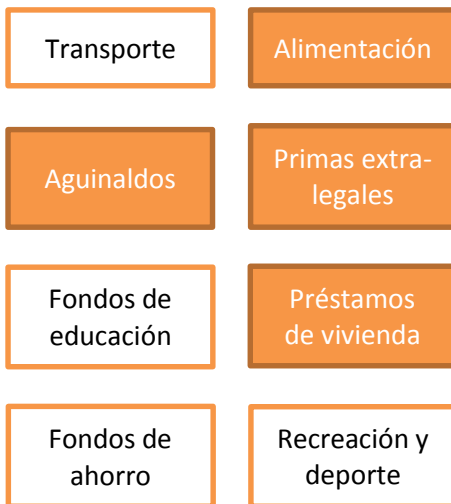 Transporte
Alimentación
Aguinaldos
Primas extra-
legales
Fondos de
educación
Préstamos
de vivienda
Fondos de
ahorro
Recreación y
deporte